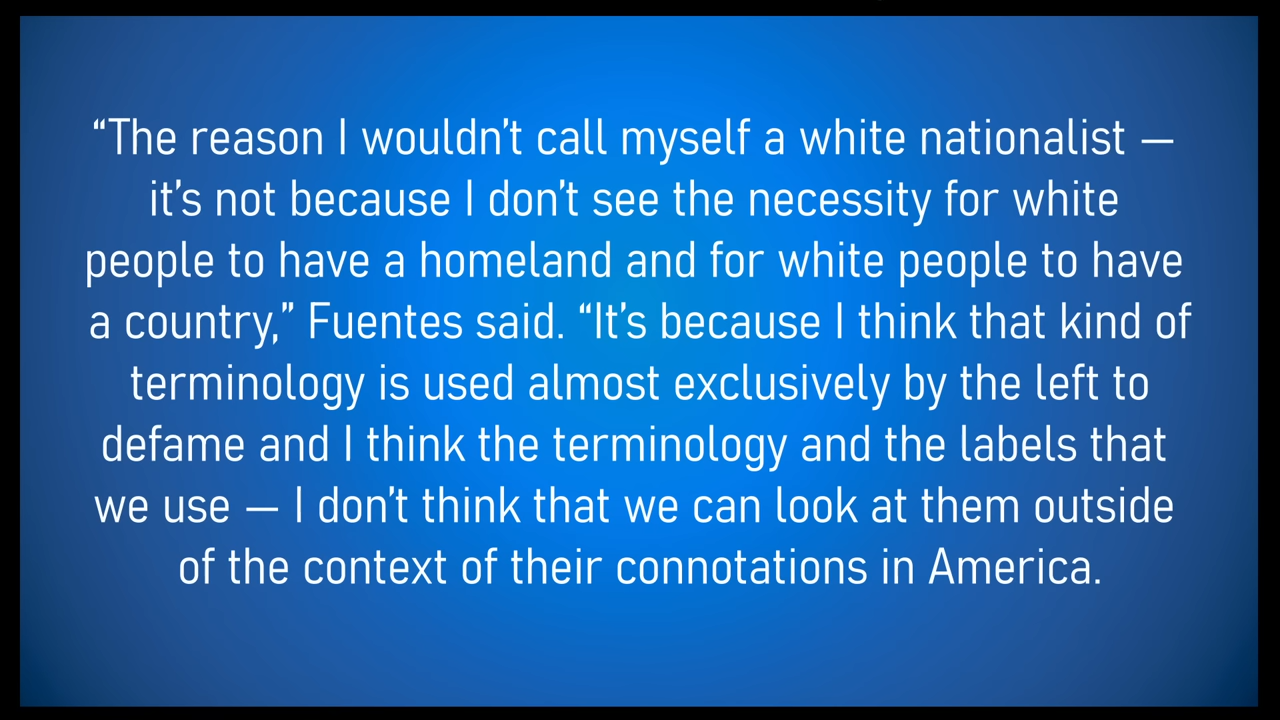 “The reason I wouldn’t call myself a white nationalist —
it’s not because I don’t see the necessity for white
people to have a homeland and for white people to have
a country,” Fuentes said. “It’s because I think that kind of
terminology is used almost exclusively by the left to
defame and I think the terminology and the labels that
we use — I don’t think that we can look at them outside
of the context of their connotations in America.